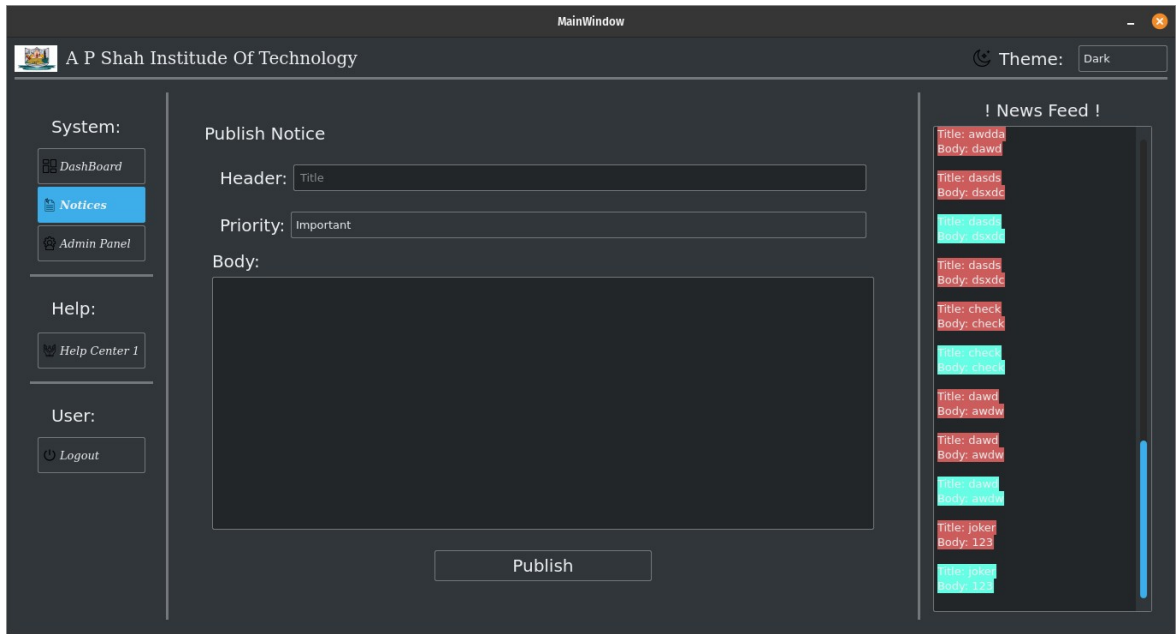 MainWindow
A P Shah Institude Of Technology
Theme: Dark
System:
DashBoard
Notices
Admin Panel
Help:
Help Center 1
User:
Logout
Publish Notice
Header: Title
Priority: Important
Body:
Publish
! News Feed !
Title: awdda
Body: dawd
Title: dasds
Body: dsxdc
Title: dasds
Body: dsxdc
Title: dasds
Body: dsxdc
Title: check
Body: check
Title: check
Body: check
Title: dawd
Body: awdw
Title: dawd
Body: awdw
Title: dawd
Body: awdw
Title: joker
Body: 123
Title: joker
Body: 123